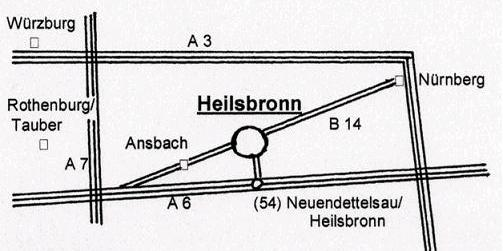 Würzburg
A 3
Nürnberg
Rothenburg/
Tauber
Heilsbronn
B 14
Ansbach
A 7
A 6
(54) Neuendettelsau/
Heilsbronn